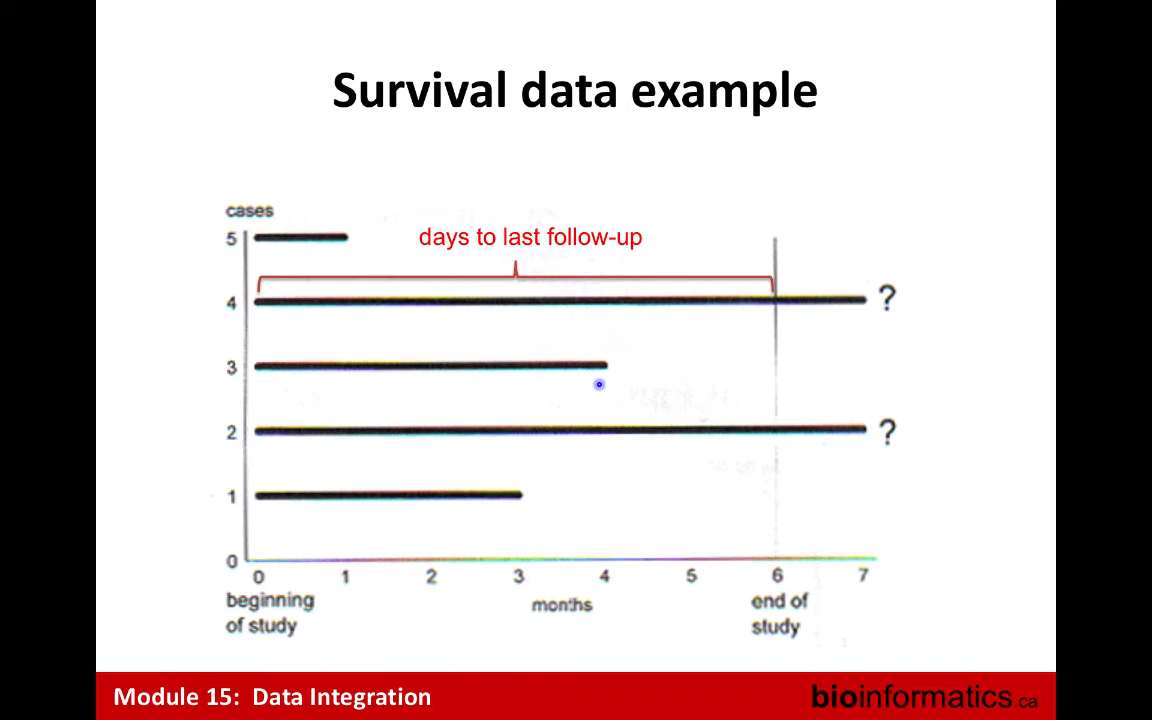 Survival data example
cases
days to last follow-up
5
4
?
3
2
?
1
0
0 1 2 3 4 5 6 7
beginning of study
months
end of study
Module 15: Data Integration
bioinformatics.ca